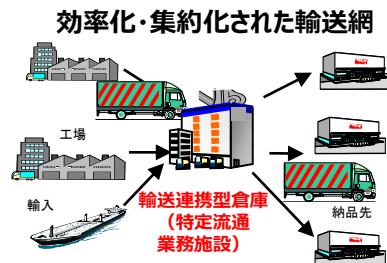 効率化・集約化された輸送網
工場
輸入
輸送連携型倉庫
（特定流通
業務施設）
納品先